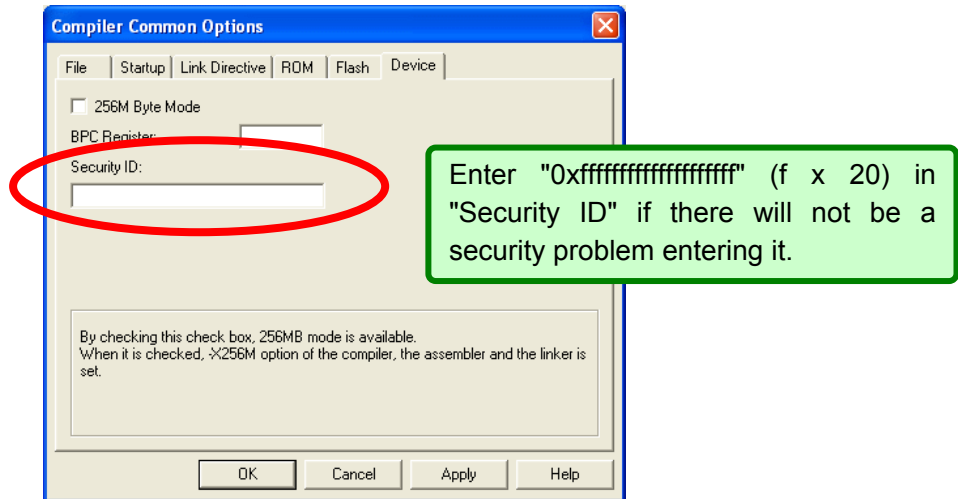 Compiler Common Options
File Startup Link Directive ROM Flash Device
256M Byte Mode
BPC Register:
Security ID:
Enter "0xffffffffffffffffffff" (f x 20) in
"Security ID" if there will not be a
security problem entering it.
By checking this check box, 256MB mode is available.
When it is checked, -X256M option of the compiler, the assembler and the linker is
set.
OK Cancel Apply Help